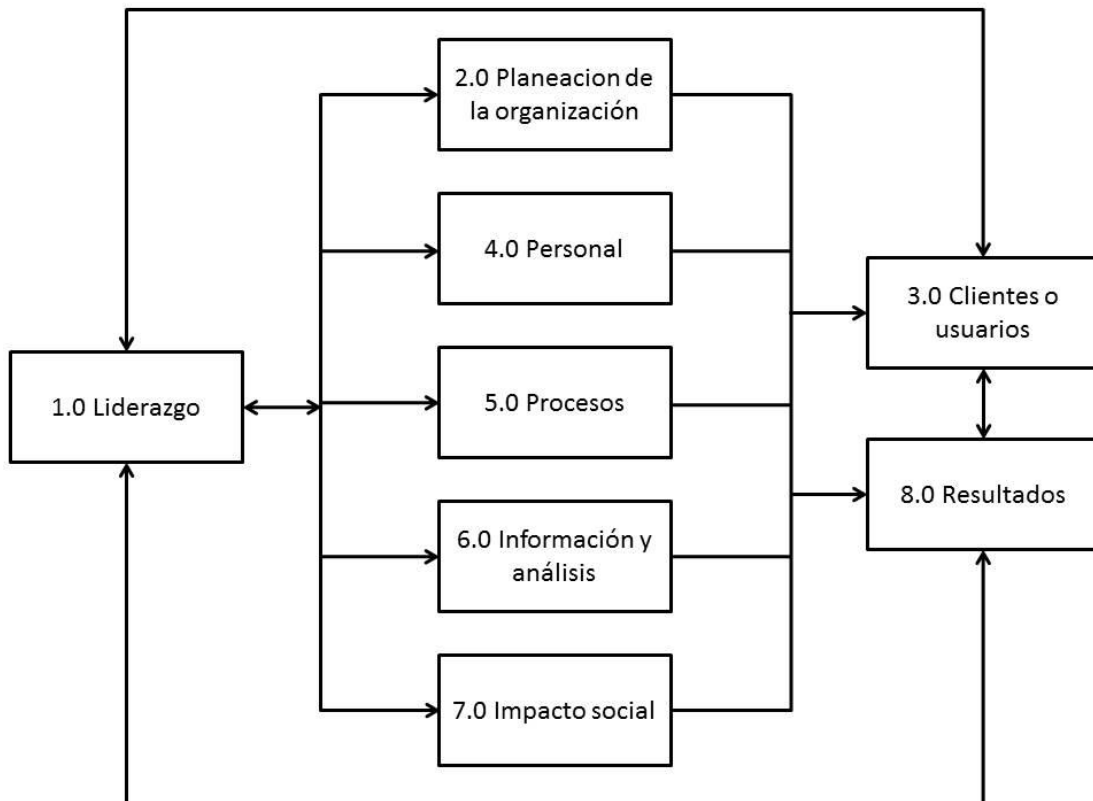 2.0 Planeacion de
la organización
4.0 Personal
3.0 Clientes o
usuarios
1.0 Liderazgo
5.0 Procesos
8.0 Resultados
6.0 Información y
análisis
7.0 Impacto social